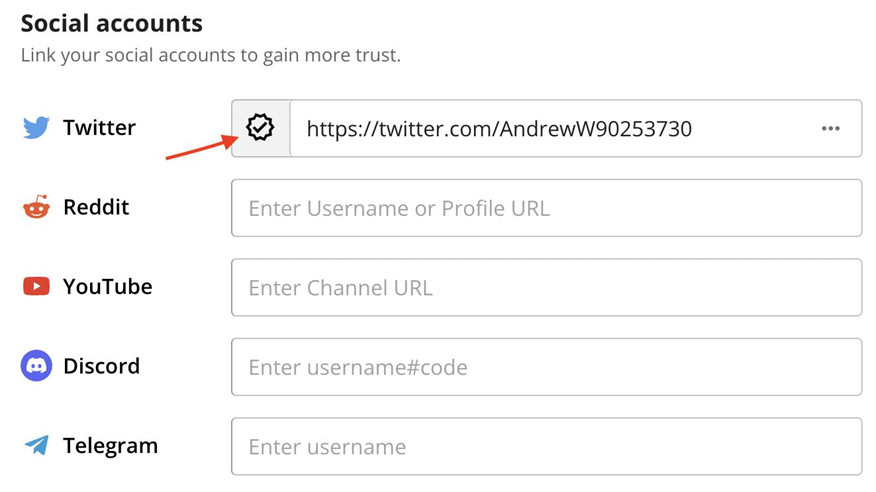 Social accounts
Link your social accounts to gain more trust.
Twitter https://twitter.com/AndrewW90253730
Reddit Enter Username or Profile URL
YouTube Enter Channel URL
Discord Enter username#code
Telegram Enter username